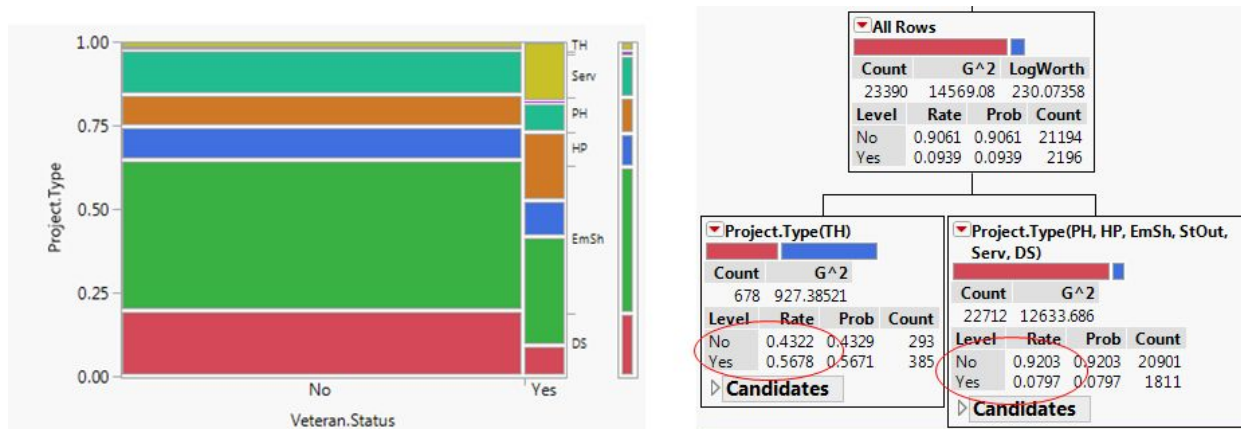 1.00
0.75
0.50
0.25
0.00
Project.Type
TH
Serv
PH
HP
EmSh
DS
No Yes
Veteran.Status
All Rows
Count G^2 LogWorth
23390 14569.08 230.07358
Level Rate Prob Count
No 0.9061 0.9061 21194
Yes 0.0939 0.0939 2196
Project.Type(TH)
Count G^2
678 927.38521
Level Rate Prob Count
No 0.4322 0.4329 293
Yes 0.5678 0.5671 385
Candidates
Project.Type(PH, HP, EmSh, StOut,
Serv, DS)
Count G^2
22712 12633.686
Level Rate Prob Count
No 0.9203 0.9203 20901
Yes 0.0797 0.0797 1811
Candidates